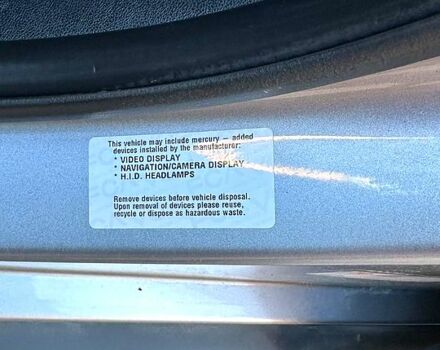 This vehicle may include mercury — added
devices installed by the manufacturer:
* VIDEO DISPLAY
* NAVIGATION/CAMERA DISPLAY
* H.I.D. HEADLAMPS
Remove devices before vehicle disposal.
Upon removal of devices please reuse,
recycle or dispose as hazardous waste.